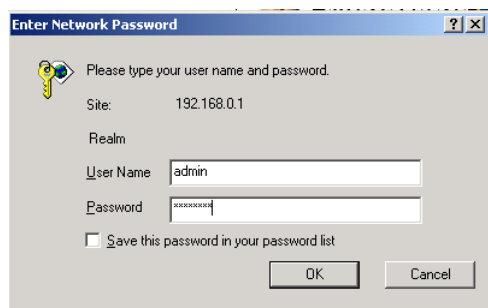 Enter Network Password
Please type your user name and password.
Site: 192.168.0.1
Realm
User Name admin
Password xxxxxxxx
Save this password in your password list
OK Cancel